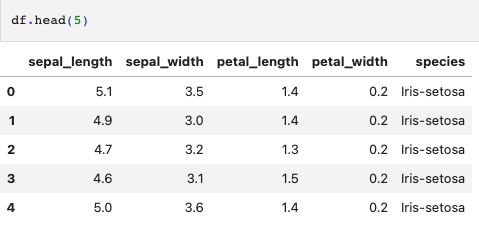 df.head(5)
sepal_length sepal_width petal_length petal_width species
0 5.1 3.5 1.4 0.2 Iris-setosa
1 4.9 3.0 1.4 0.2 Iris-setosa
2 4.7 3.2 1.3 0.2 Iris-setosa
3 4.6 3.1 1.5 0.2 Iris-setosa
4 5.0 3.6 1.4 0.2 Iris-setosa